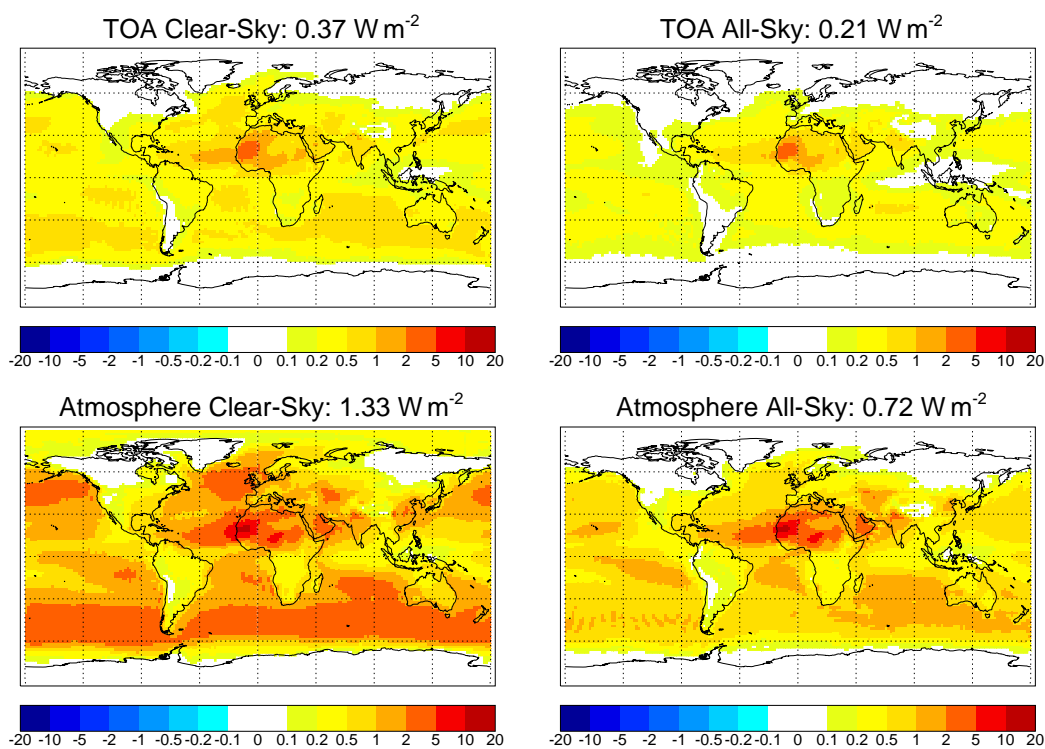 TOA Clear-Sky: 0.37 W m-2
TOA All-Sky: 0.21 W m-2
-20 -10 -5 -2 -1 -0.5 -0.2 -0.1 0 0.1 0.2 0.5 1 2 5 10 20
-20 -10 -5 -2 -1 -0.5 -0.2 -0.1 0 0.1 0.2 0.5 1 2 5 10 20
Atmosphere Clear-Sky: 1.33 W m-2
Atmosphere All-Sky: 0.72 W m-2
-20 -10 -5 -2 -1 -0.5 -0.2 -0.1 0 0.1 0.2 0.5 1 2 5 10 20
-20 -10 -5 -2 -1 -0.5 -0.2 -0.1 0 0.1 0.2 0.5 1 2 5 10 20